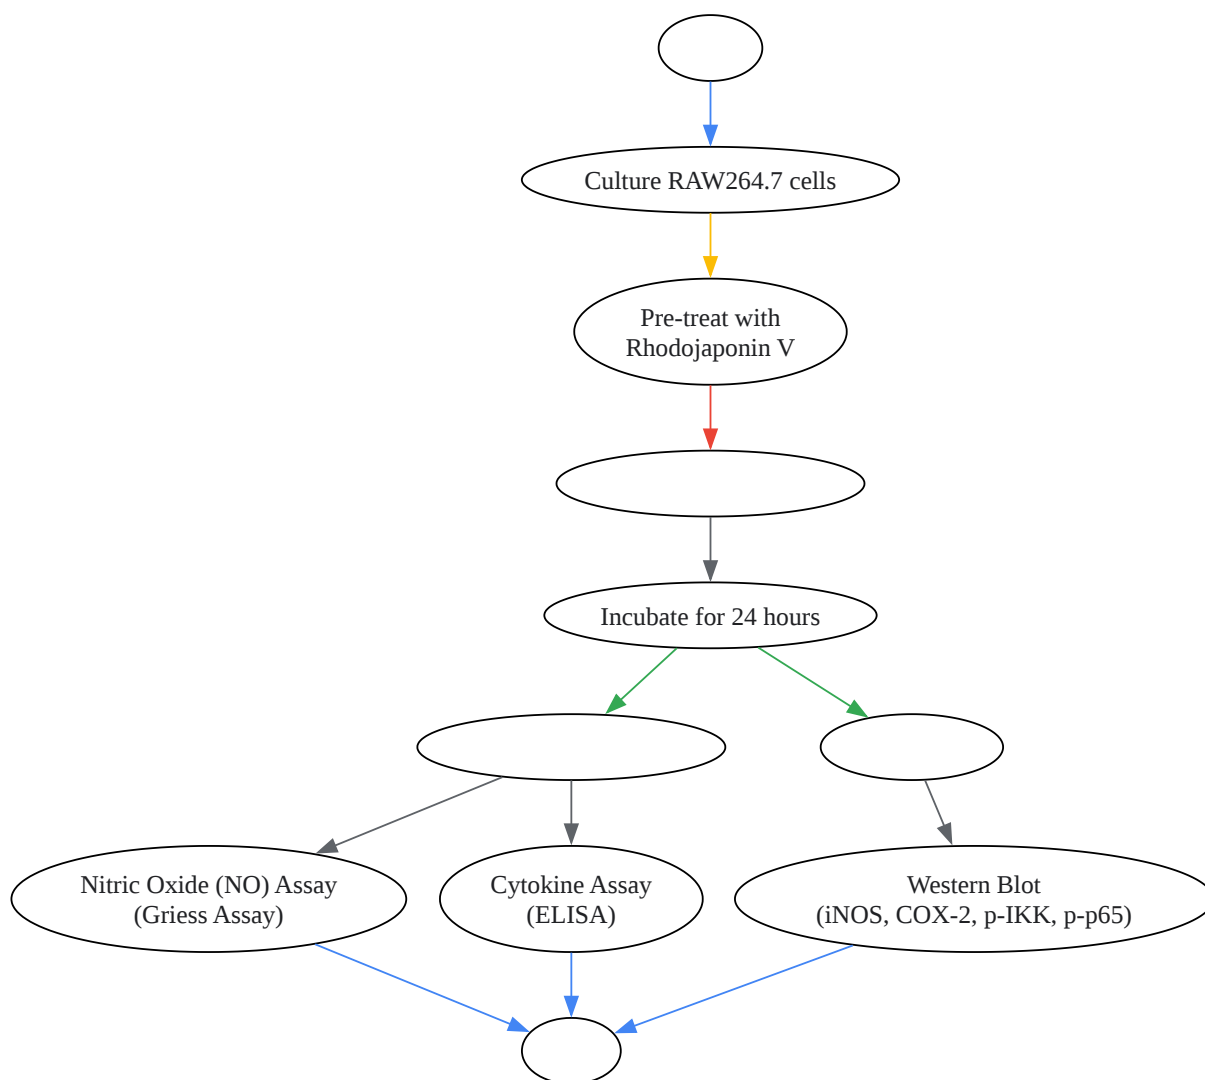 Culture RAW264.7 cells
Pre-treat with
Rhodojaponin V
Incubate for 24 hours
Nitric Oxide (NO) Assay
(Griess Assay)
Cytokine Assay
(ELISA)
Western Blot
(iNOS, COX-2, p-IKK, p-p65)